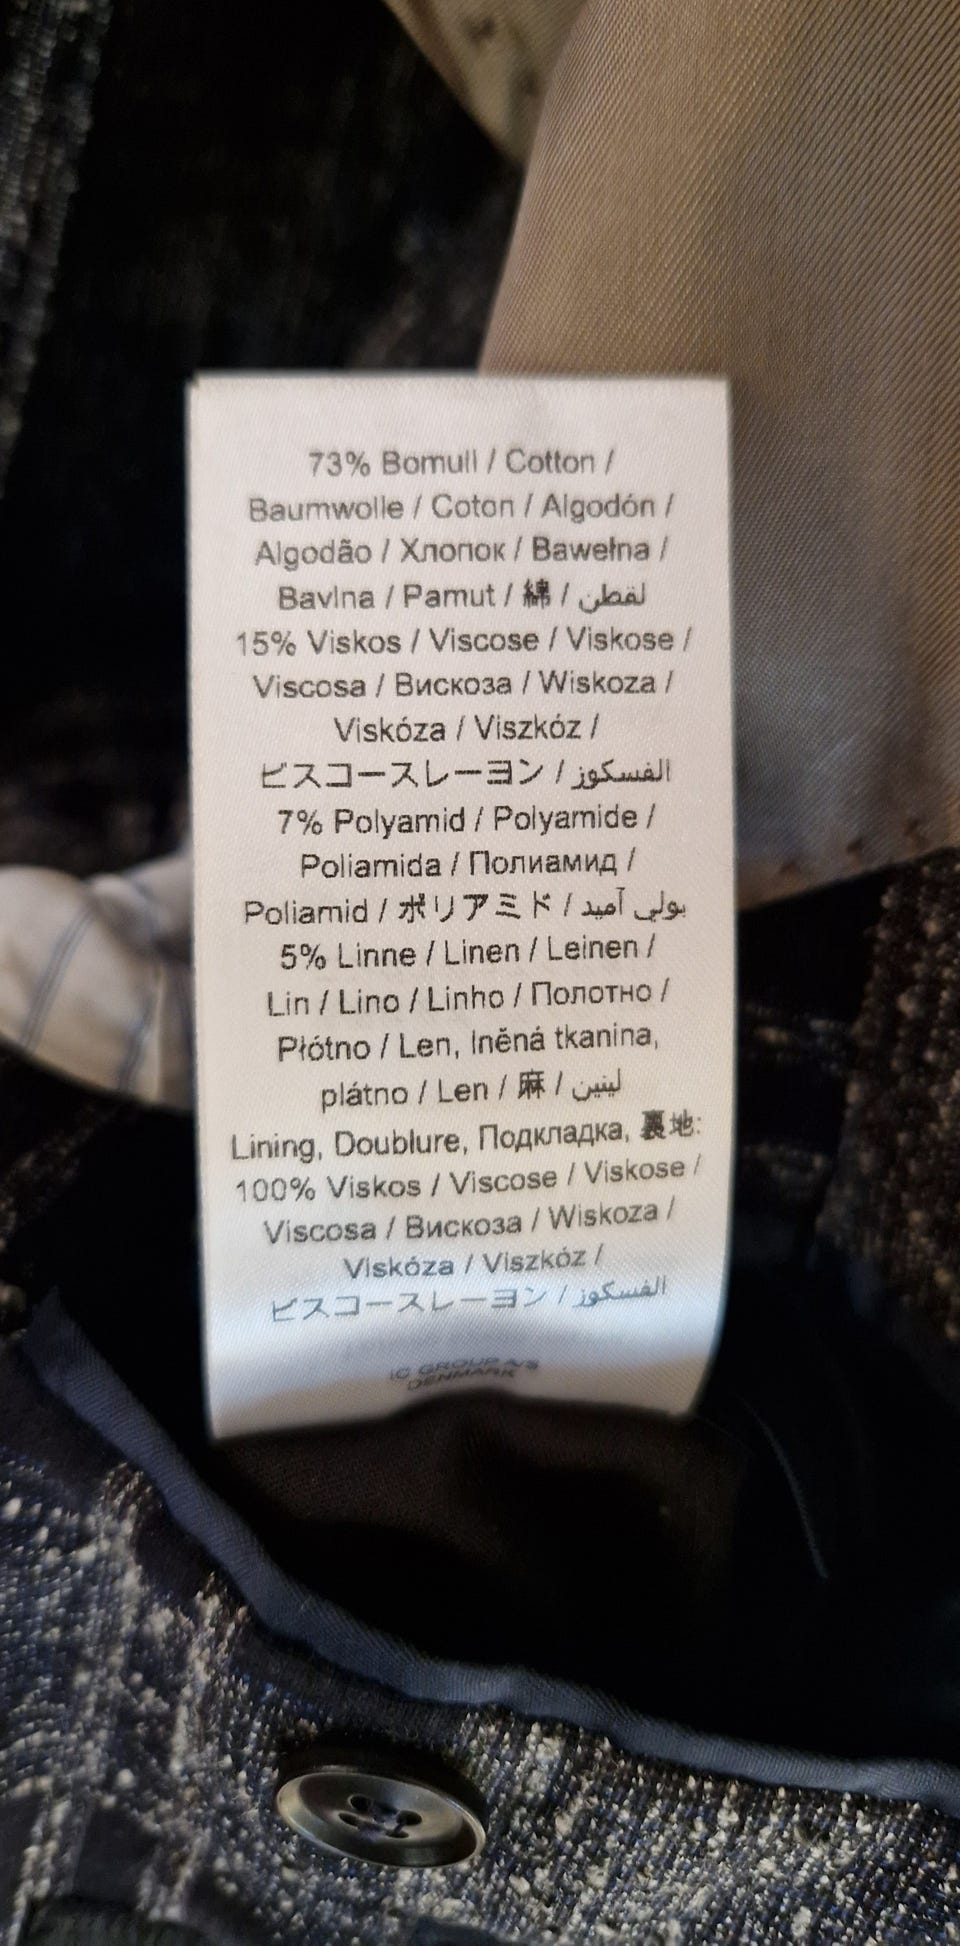 73% Bomull / Cotton /
Baumwolle / Coton / Algodón /
Algodão / Хлопок / Bawełna /
Bavlna / Pamut / 綿 / لقطن
15% Viskos / Viscose / Viskose /
Viscosa / Вискоза / Wiskoza /
Viskóza / Viszkóz /
ビスコースレーヨン / الفسكوز
7% Polyamid / Polyamide /
Poliamida / Полиамид /
Poliamid / ポリアミド / بولي آميد
5% Linne / Linen / Leinen /
Lin / Lino / Linho / Полотно /
Płótno / Len, lněná tkanina,
plátno / Len / 麻 / لينين
Lining, Doublure, Подкладка, 裏地:
100% Viskos / Viscose / Viskose /
Viscosa / Вискоза / Wiskoza /
Viskóza / Viszkóz /
ビスコースレーヨン / الفسكوز
IC GROUP A/S
DENMARK